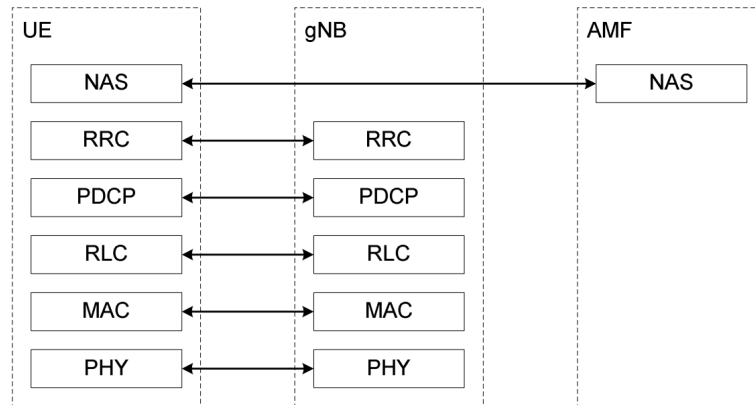 UE
gNB
AMF
NAS
NAS
RRC
RRC
PDCP
PDCP
RLC
RLC
MAC
MAC
PHY
PHY